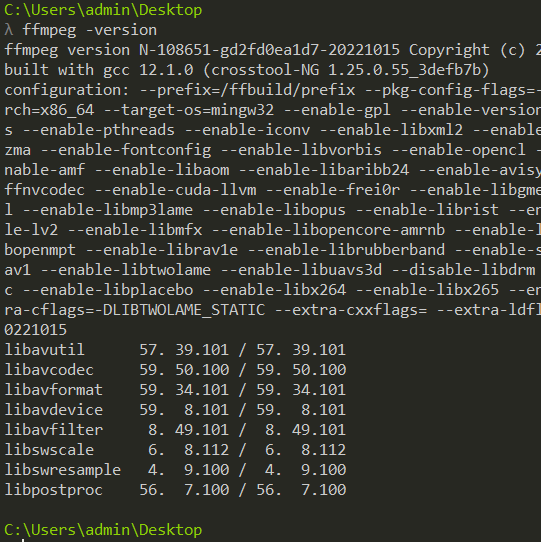 C:\Users\admin\Desktop
λ ffmpeg -version
ffmpeg version N-108651-gd2fd0ea1d7-20221015 Copyright (c) 2
built with gcc 12.1.0 (crosstool-NG 1.25.0.55_3defb7b)
configuration: --prefix=/ffbuild/prefix --pkg-config-flags=-
rch=x86_64 --target-os=mingw32 --enable-gpl --enable-version
s --enable-pthreads --enable-iconv --enable-libxml2 --enable
zma --enable-fontconfig --enable-libvorbis --enable-opencl -
nable-amf --enable-libaom --enable-libaribb24 --enable-avisy
ffnvcodec --enable-cuda-llvm --enable-frei0r --enable-libgme
l --enable-libmp3lame --enable-libopus --enable-librist --en
le-lv2 --enable-libmfx --enable-libopencore-amrnb --enable-l
bopenmpt --enable-librav1e --enable-librubberband --enable-s
av1 --enable-libtwolame --enable-libuavs3d --disable-libdrm
c --enable-libplacebo --enable-libx264 --enable-libx265 --en
ra-cflags=-DLIBTWOLAME_STATIC --extra-cxxflags= --extra-ldfl
0221015
libavutil      57. 39.101 / 57. 39.101
libavcodec     59. 50.100 / 59. 50.100
libavformat    59. 34.101 / 59. 34.101
libavdevice    59.  8.101 / 59.  8.101
libavfilter     8. 49.101 /  8. 49.101
libswscale      6.  8.112 /  6.  8.112
libswresample   4.  9.100 /  4.  9.100
libpostproc    56.  7.100 / 56.  7.100
C:\Users\admin\Desktop